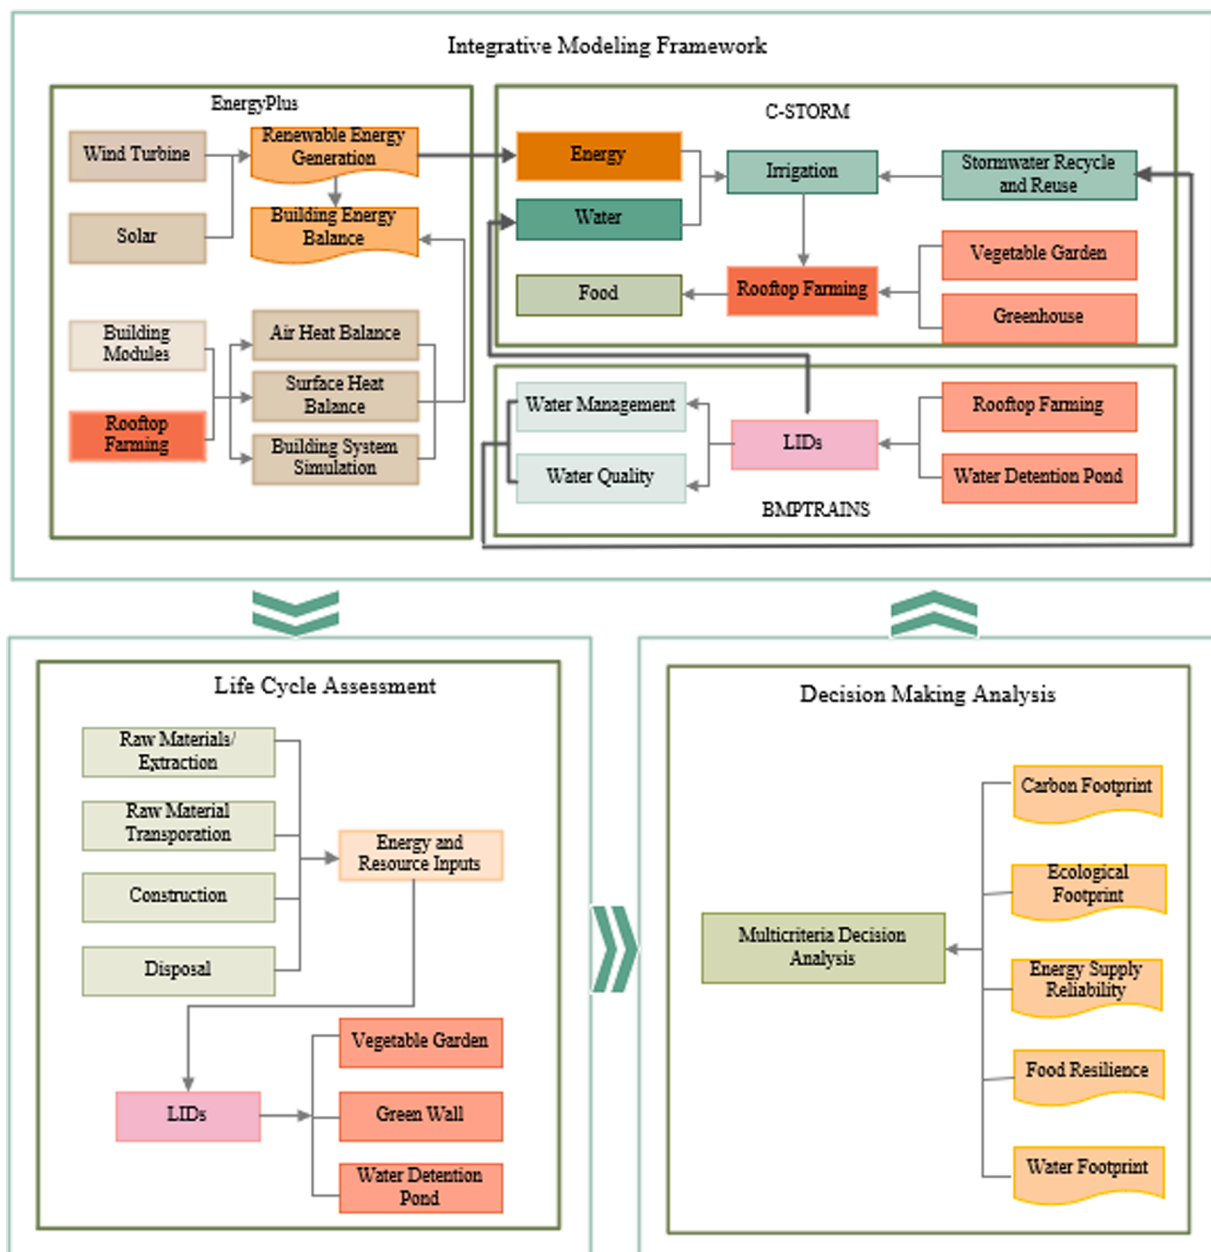 Integrative Modeling Framework
EnergyPlus
Wind Turbine
Renewable Energy
Generation
Solar
Building Energy
Balance
Building
Modules
Rooftop
Farming
Air Heat Balance
Surface Heat
Balance
Building System
Simulation
C-STORM
Energy
Water
Food
Irrigation
Rooftop Farming
Stormwater Recycle
and Reuse
Vegetable Garden
Greenhouse
Water Management
Water Quality
LIDs
Rooftop Farming
Water Detention Pond
BMPTRAINS
Life Cycle Assessment
Raw Materials/
Extraction
Raw Material
Transporation
Construction
Disposal
Energy and
Resource Inputs
LIDs
Vegetable Garden
Green Wall
Water Detention
Pond
Decision Making Analysis
Multicriteria Decision
Analysis
Carbon Footprint
Ecological
Footprint
Energy Supply
Reliability
Food Resilience
Water Footprint